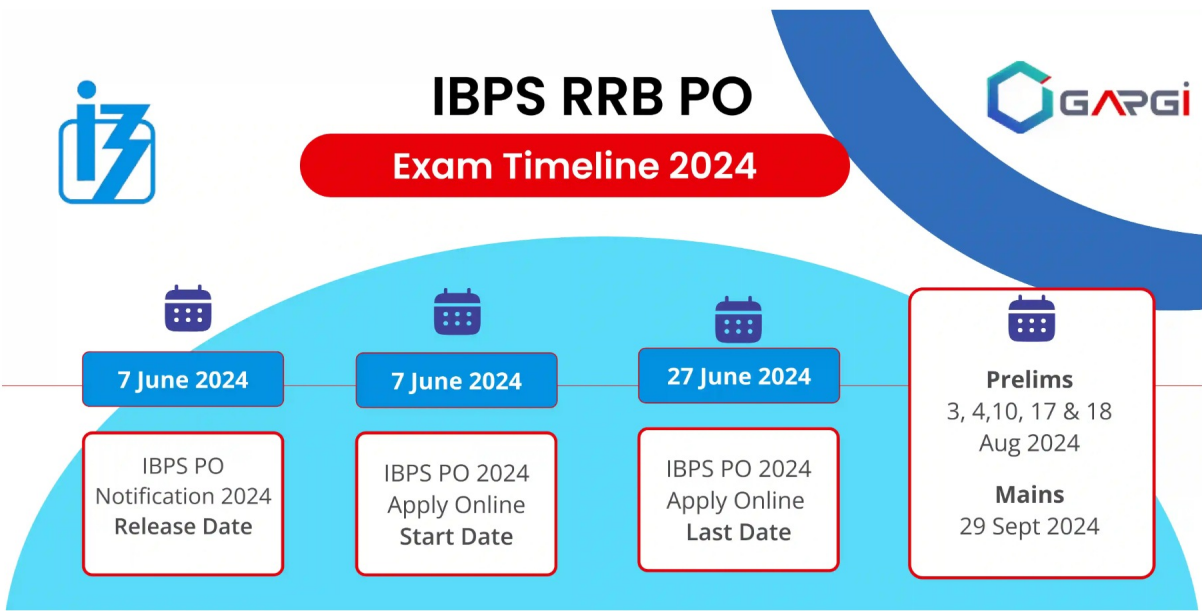 IBPS RRB PO
GARGI
Exam Timeline 2024
7 June 2024
IBPS PO
Notification 2024
Release Date
7 June 2024
IBPS PO 2024
Apply Online
Start Date
27 June 2024
IBPS PO 2024
Apply Online
Last Date
Prelims
3, 4,10, 17 & 18
Aug 2024
Mains
29 Sept 2024